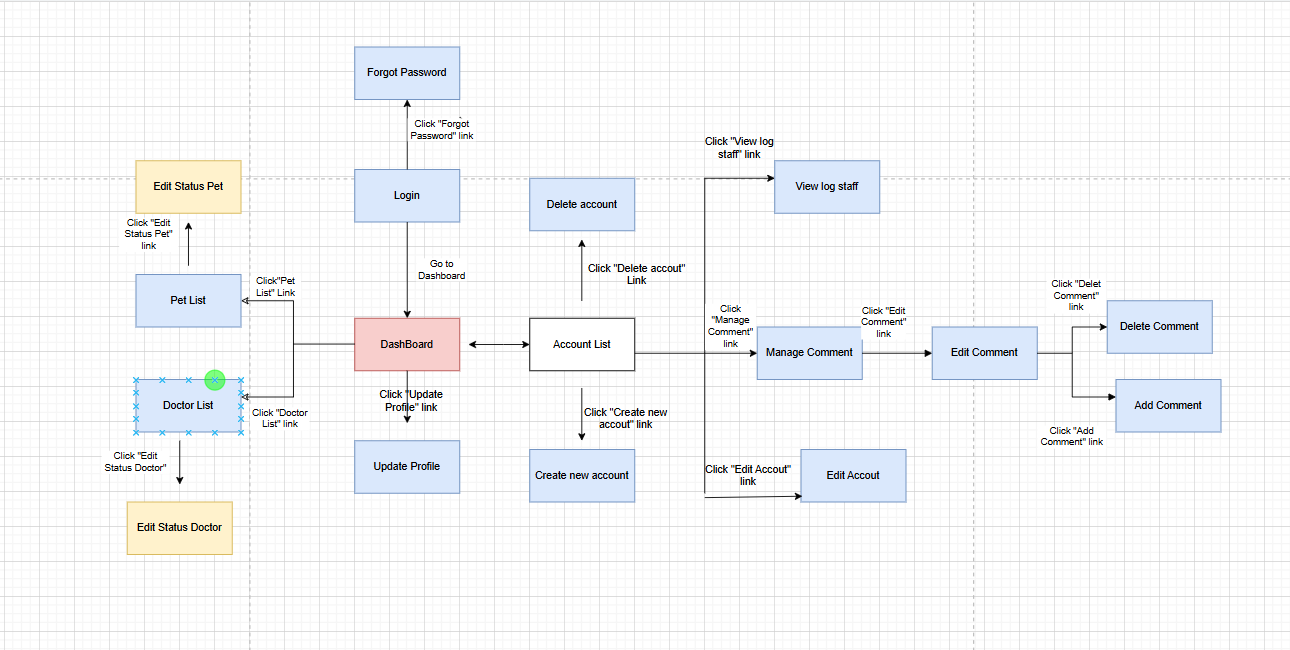 Forgot Password
Click "Forgot
Password" link
Click "View log
staff" link
Edit Status Pet
Login
Delete account
View log staff
Click "Edit
Status Pet"
link
Go to
Dashboard
Click "Delete accout"
Link
Pet List
Click"Pet
List" Link
Click
"Manage
Comment"
link
Click "Edit
Comment"
link
Click "Delet
Comment"
link
DashBoard
Account List
Manage Comment
Edit Comment
Delete Comment
Doctor List
Click "Doctor
List" link
Click "Update
Profile" link
Click "Create new
accout" link
Add Comment
Click "Add
Comment" link
Click "Edit
Status Doctor"
Update Profile
Create new account
Click "Edit Accout"
link
Edit Accout
Edit Status Doctor